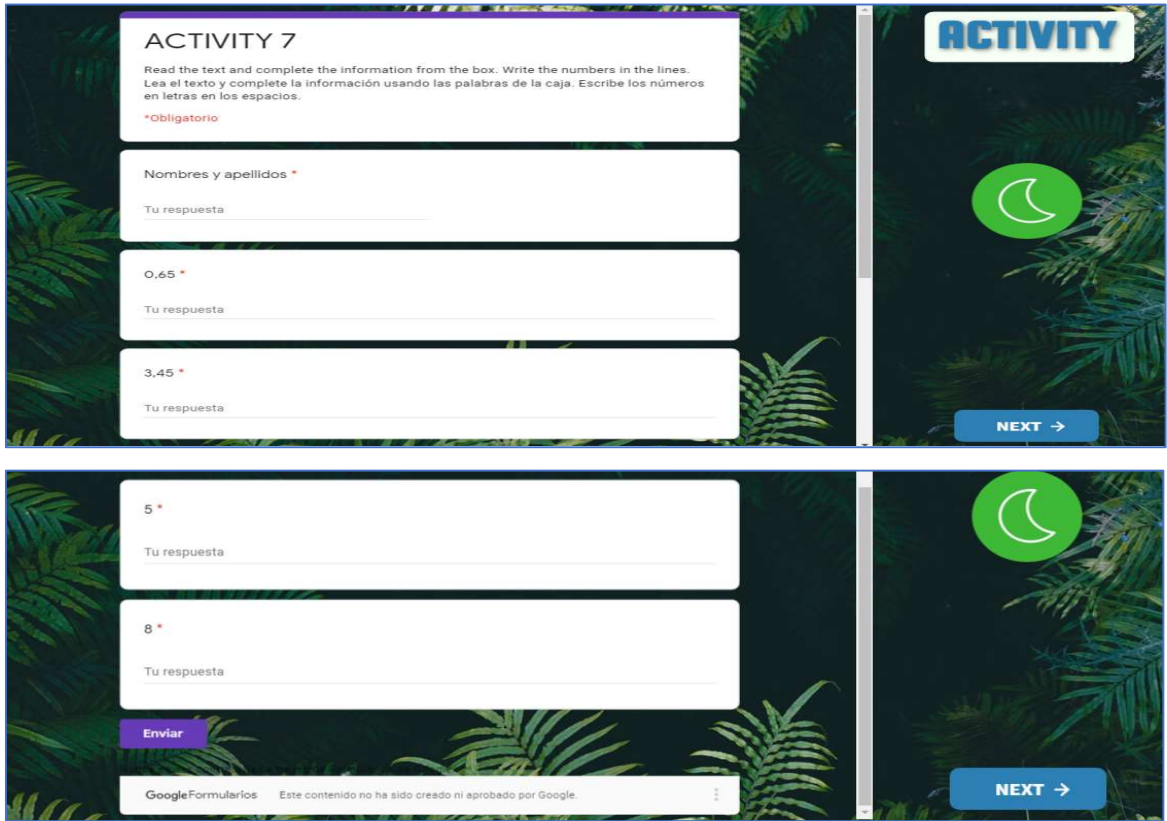 ACTIVITY 7
Read the text and complete the information from the box. Write the numbers in the lines.
Lea el texto y complete la información usando las palabras de la caja. Escribe los números
en letras en los espacios.
*Obligatorio
Nombres y apellidos *
Tu respuesta
0,65 *
Tu respuesta
3,45 *
Tu respuesta
ACTIVITY
NEXT →
5 *
Tu respuesta
8 *
Tu respuesta
Enviar
Google Formularios Este contenido no ha sido creado ni aprobado por Google.
NEXT →